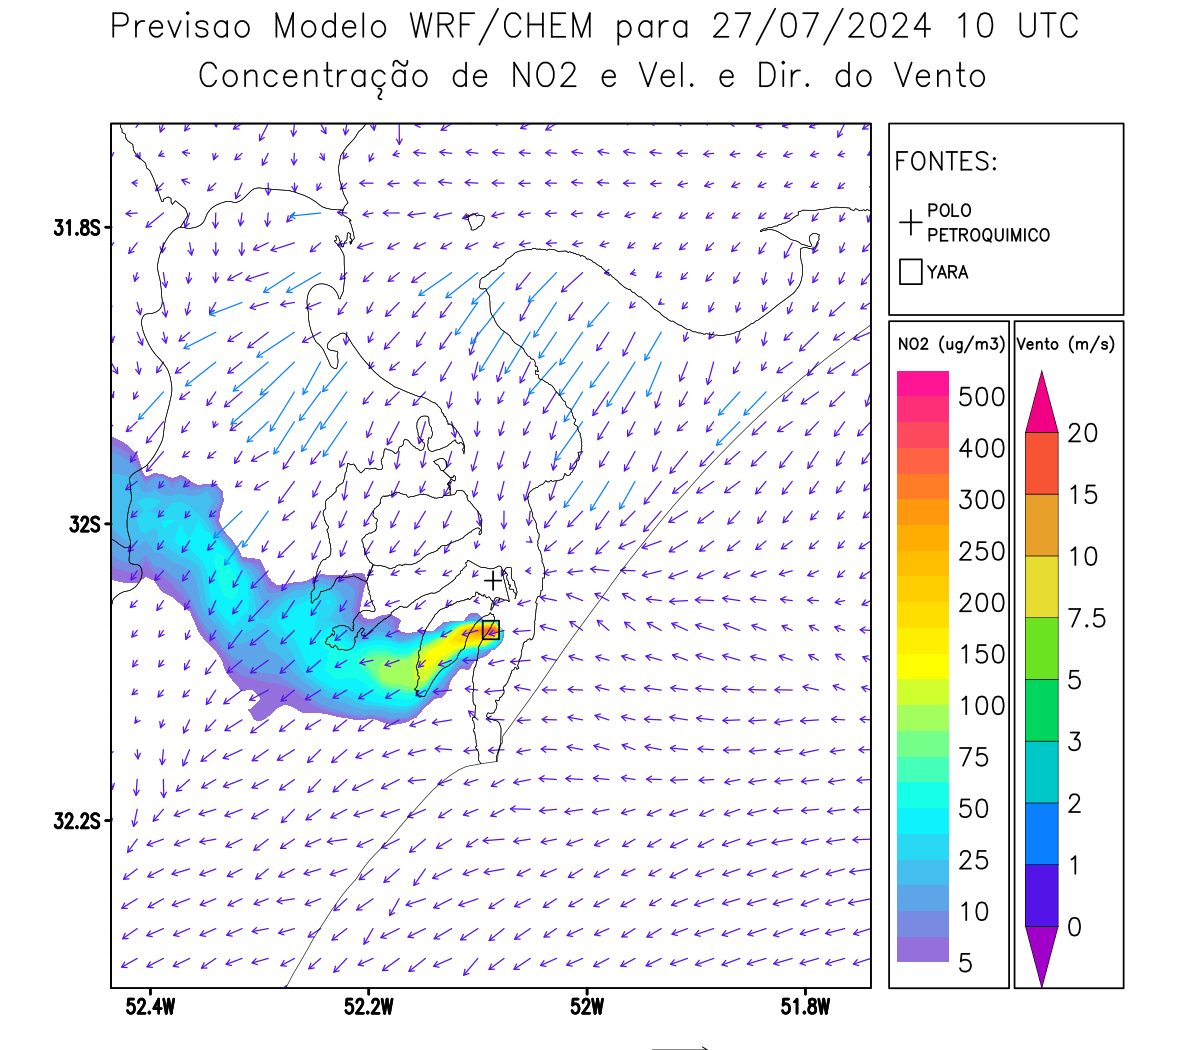 Previsao Modelo WRF/CHEM para 27/07/2024 10 UTC
Concentração de NO2 e Vel. e Dir. do Vento
FONTES:
POLO
PETROQUIMICO
YARA
NO2 (ug/m3)
500
400
300
250
200
150
100
75
50
25
10
5
Vento (m/s)
20
15
10
7.5
5
3
2
1
0
31.8S
32S
32.2S
52.4W 52.2W 52W 51.8W